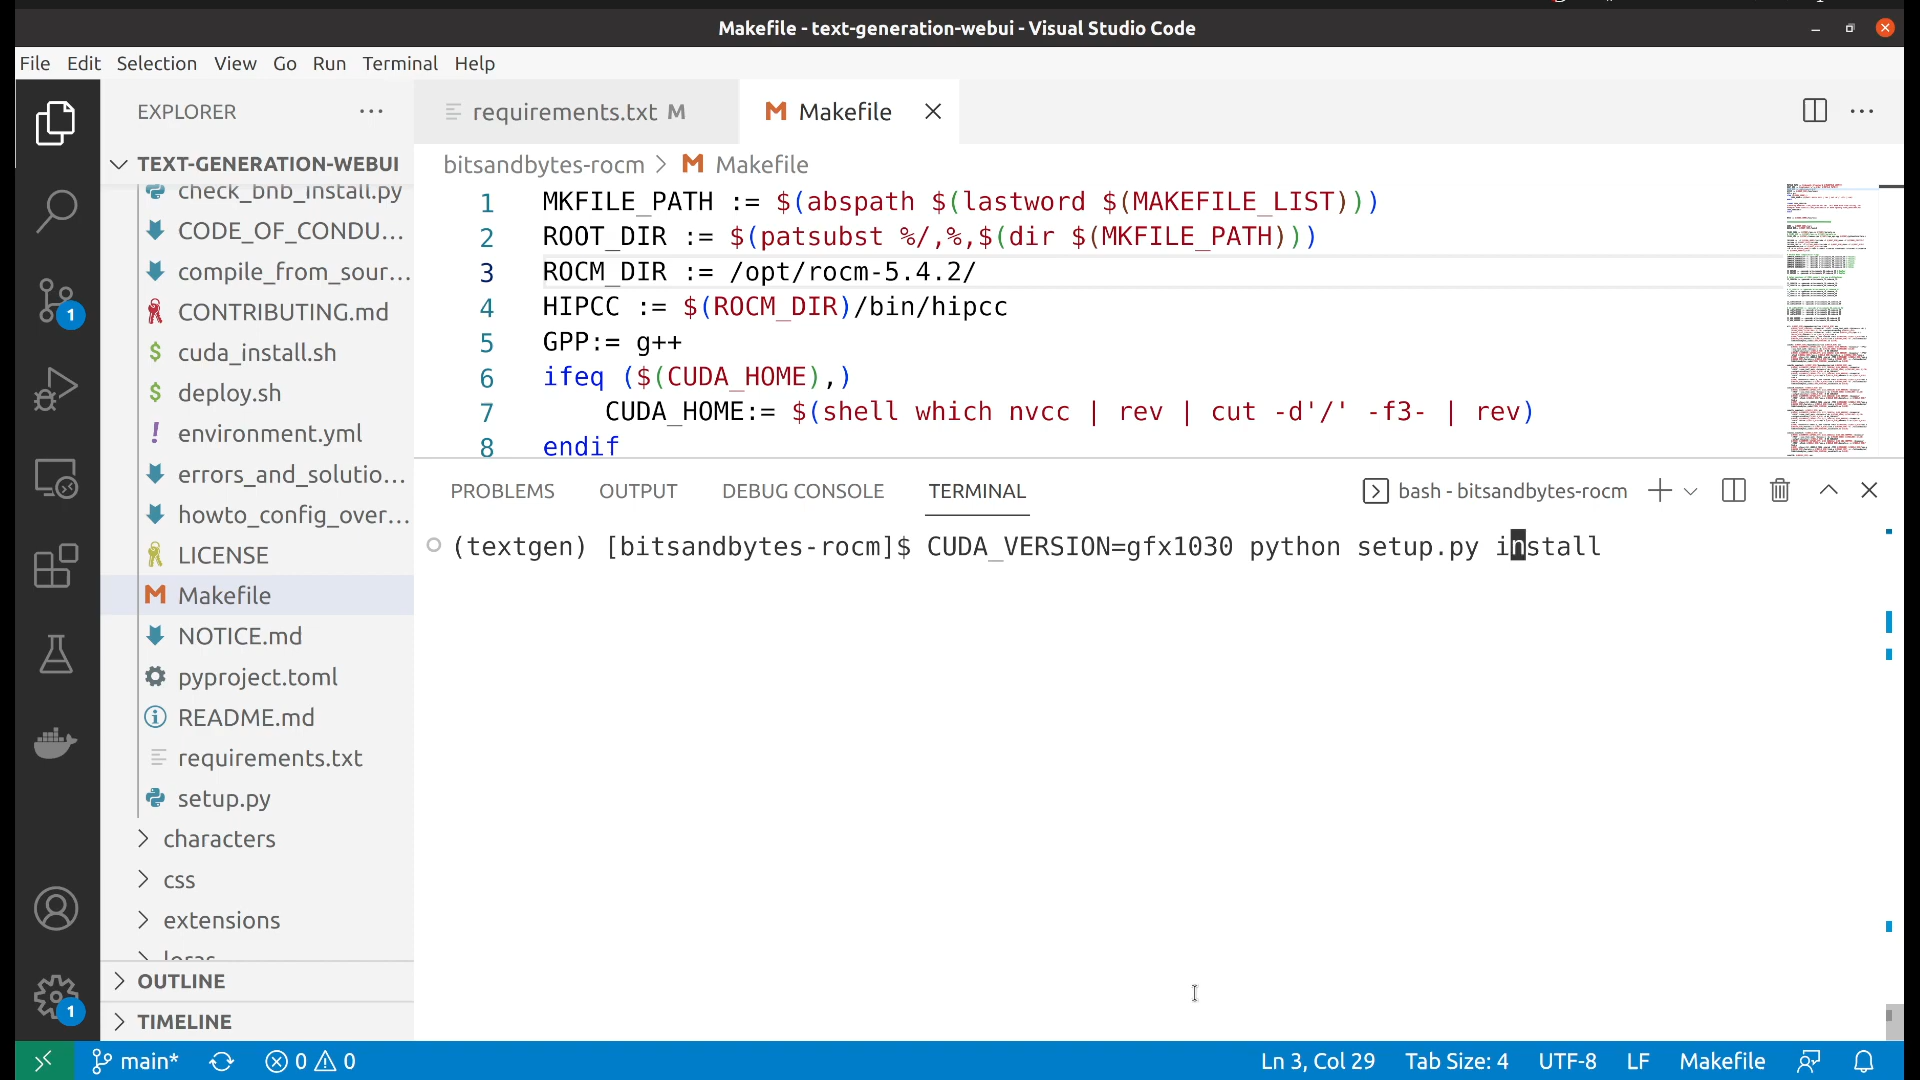 Makefile - text-generation-webui - Visual Studio Code
File Edit Selection View Go Run Terminal Help
EXPLORER
requirements.txt M
Makefile
TEXT-GENERATION-WEBUI
bitsandbytes-rocm > Makefile
check_bnb_install.py
CODE_OF_CONDU...
compile_from_sour...
CONTRIBUTING.md
cuda_install.sh
deploy.sh
environment.yml
errors_and_solutio...
howto_config_over...
LICENSE
Makefile
NOTICE.md
pyproject.toml
README.md
requirements.txt
setup.py
characters
css
extensions
loras
OUTLINE
TIMELINE
1 MKFILE_PATH := $(abspath $(lastword $(MAKEFILE_LIST)))
2 ROOT_DIR := $(patsubst %/,%,$(dir $(MKFILE_PATH)))
3 ROCM_DIR := /opt/rocm-5.4.2/
4 HIPCC := $(ROCM_DIR)/bin/hipcc
5 GPP:= g++
6 ifeq ($(CUDA_HOME),)
7 CUDA_HOME:= $(shell which nvcc | rev | cut -d'/' -f3- | rev)
8 endif
PROBLEMS OUTPUT DEBUG CONSOLE TERMINAL
bash - bitsandbytes-rocm
(textgen) [bitsandbytes-rocm]$ CUDA_VERSION=gfx1030 python setup.py install
1
1
main* 0 0
Ln 3, Col 29 Tab Size: 4 UTF-8 LF Makefile